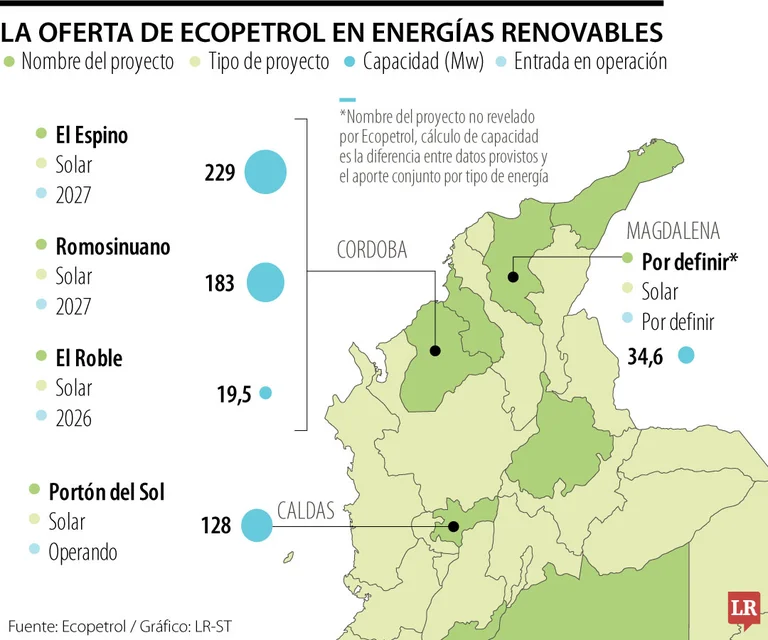 LA OFERTA DE ECOPETROL EN ENERGÍAS RENOVABLES
Nombre del proyecto Tipo de proyecto Capacidad (Mw) Entrada en operación
*Nombre del proyecto no revelado
por Ecopetrol, cálculo de capacidad
es la diferencia entre datos provistos y
el aporte conjunto por tipo de energía
El Espino
Solar
2027
229
Romosinuano
Solar
2027
183
El Roble
Solar
2026
19,5
CORDOBA
MAGDALENA
Por definir*
Solar
Por definir
34,6
Portón del Sol
Solar
Operando
128
CALDAS
Fuente: Ecopetrol / Gráfico: LR-ST
LR